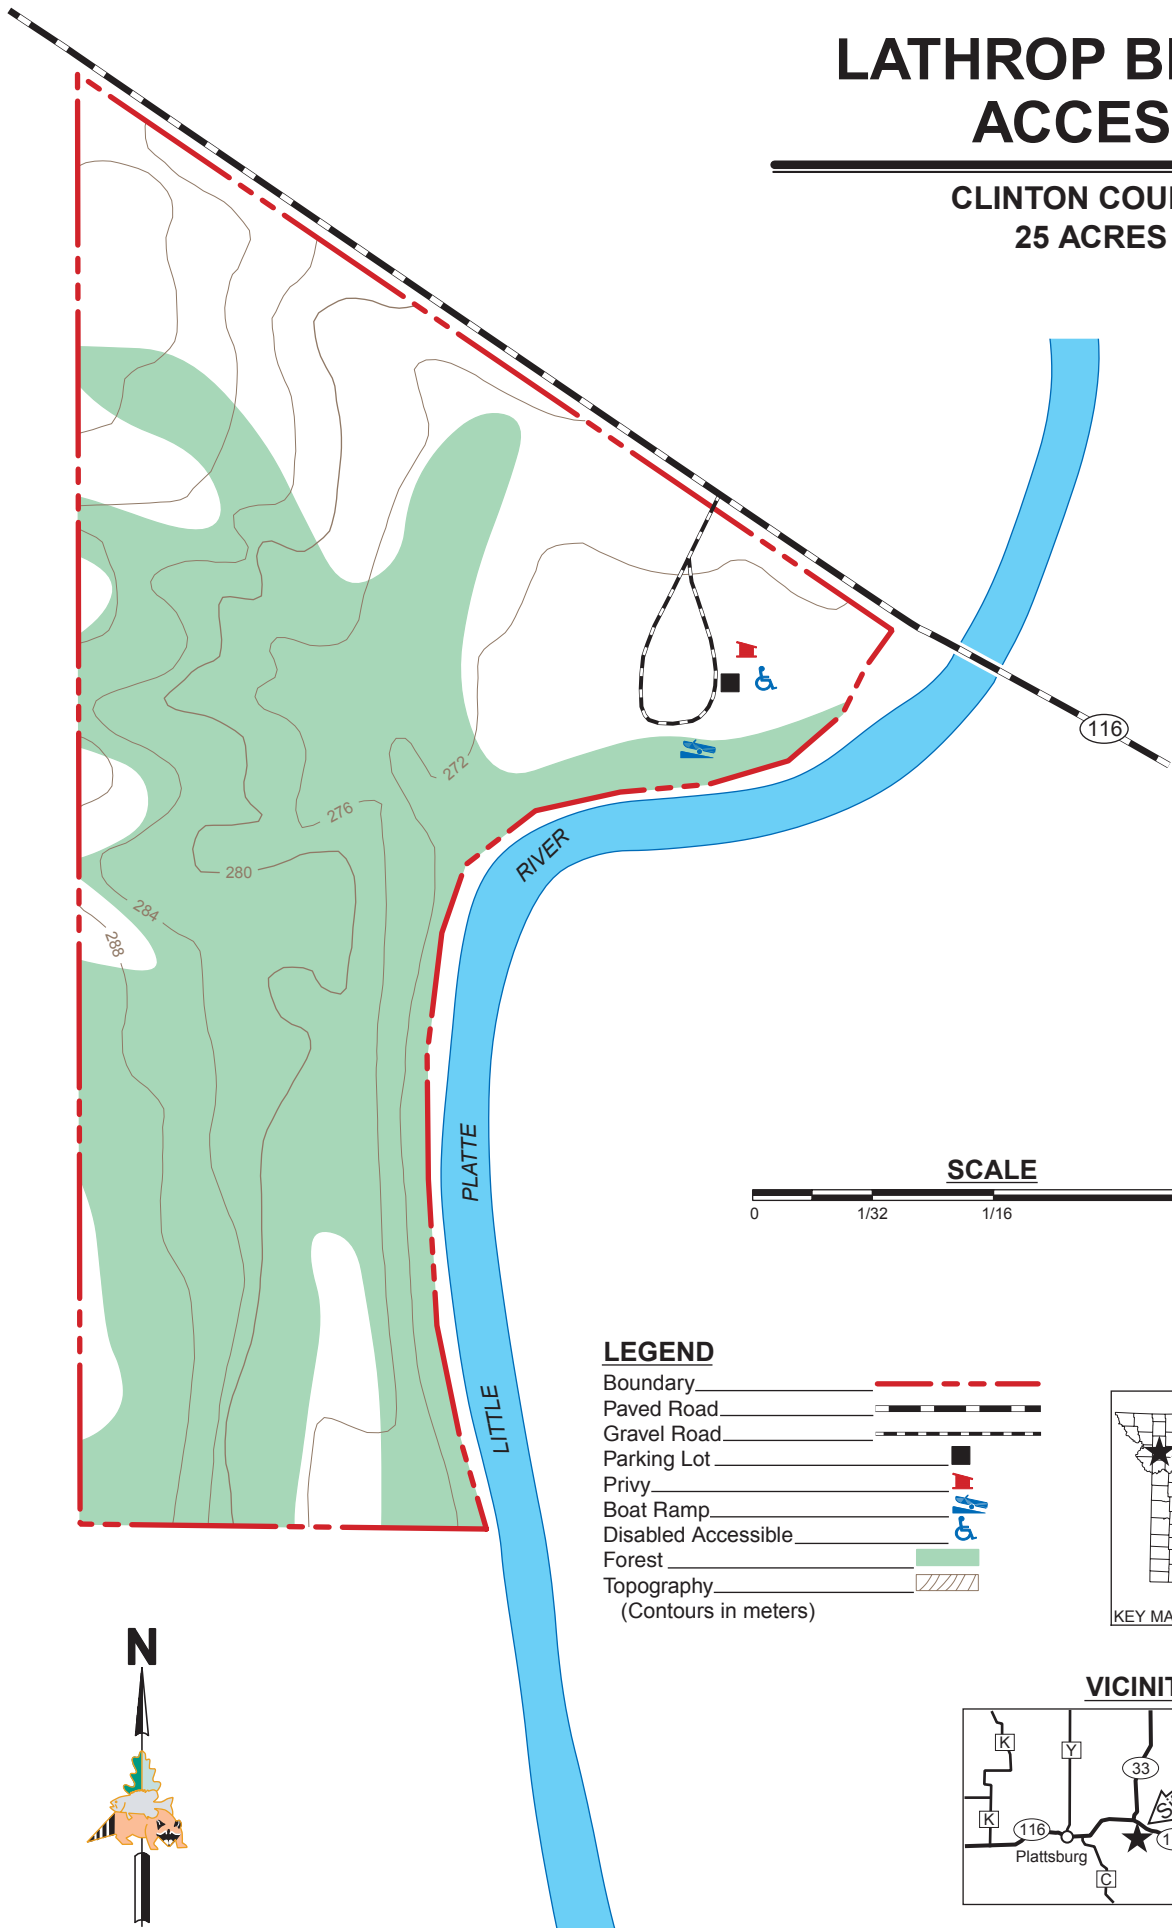 LATHROP
ACCES
CLINTON COU
25 ACRES
116
272
276
280
284
288
RIVER
PLATTE
LITTLE
SCALE
0 1/32 1/16
LEGEND
Boundary
Paved Road
Gravel Road
Parking Lot
Privy
Boat Ramp
Disabled Accessible
Forest
Topography
(Contours in meters)
KEY MA
N
VICINIT
K
Y
33
K
116
Plattsburg
C